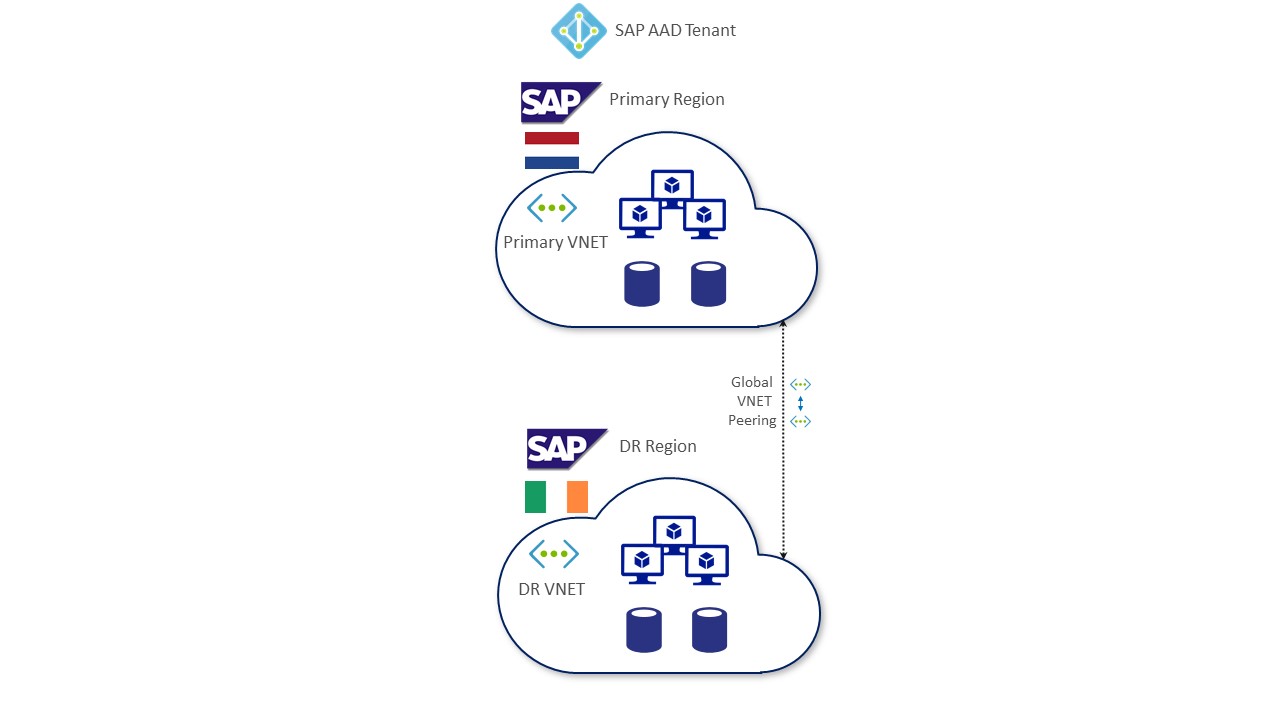 SAP AAD Tenant
SAP
Primary Region
Primary VNET
Global
VNET
Peering
SAP
DR Region
DR VNET